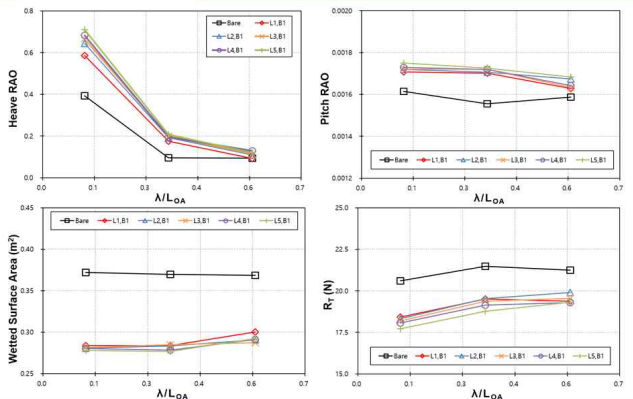 Heave RAO
0.8
0.6
0.4
0.2
0.0
0.0 0.1 0.2 0.3 0.4 0.5 0.6 0.7
λ/LOA
Bare L1,B1
L2,B1 L3,B1
L4,B1 L5,B1
Pitch RAO
0.0020
0.0018
0.0016
0.0014
0.0012
0.0 0.1 0.2 0.3 0.4 0.5 0.6 0.7
λ/LOA
Bare L1,B1 L2,B1 L3,B1 L4,B1 L5,B1
Wetted Surface Area (m²)
0.45
0.40
0.35
0.30
0.25
0.0 0.1 0.2 0.3 0.4 0.5 0.6 0.7
λ/LOA
Bare L1,B1 L2,B1 L3,B1 L4,B1 L5,B1
RT (N)
25.0
22.5
20.0
17.5
15.0
0.0 0.1 0.2 0.3 0.4 0.5 0.6 0.7
λ/LOA
Bare L1,B1 L2,B1 L3,B1 L4,B1 L5,B1